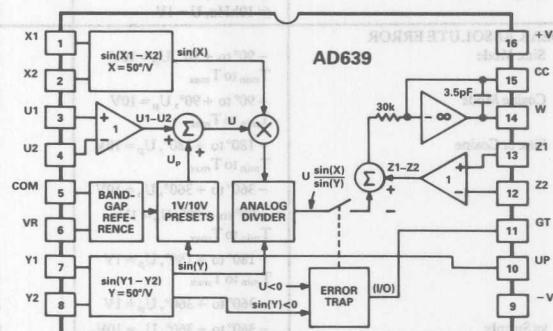 AD639
X1
1
X2
2
U1
3
U2
4
COM
5
VR
6
Y1
7
Y2
8
sin(X1–X2)
X = 50°/V
sin(X)
+
–
1
U1–U2
+
Σ
+
U
×
Up
BAND-
GAP REFE-
RENCE
1V/10V
PRESETS
ANALOG
DIVIDER
U sin(X)
sin(Y)
sin(Y1–Y2)
Y = 50°/V
sin(Y)
U<0
sin(Y)<0
ERROR
TRAP
(I/O)
30k
3.5pF
–∞
Σ
+
–
Z1–Z2
+
1
–
16
+V
15
CC
14
W
13
Z1
12
Z2
11
GT
10
UP
9
–V